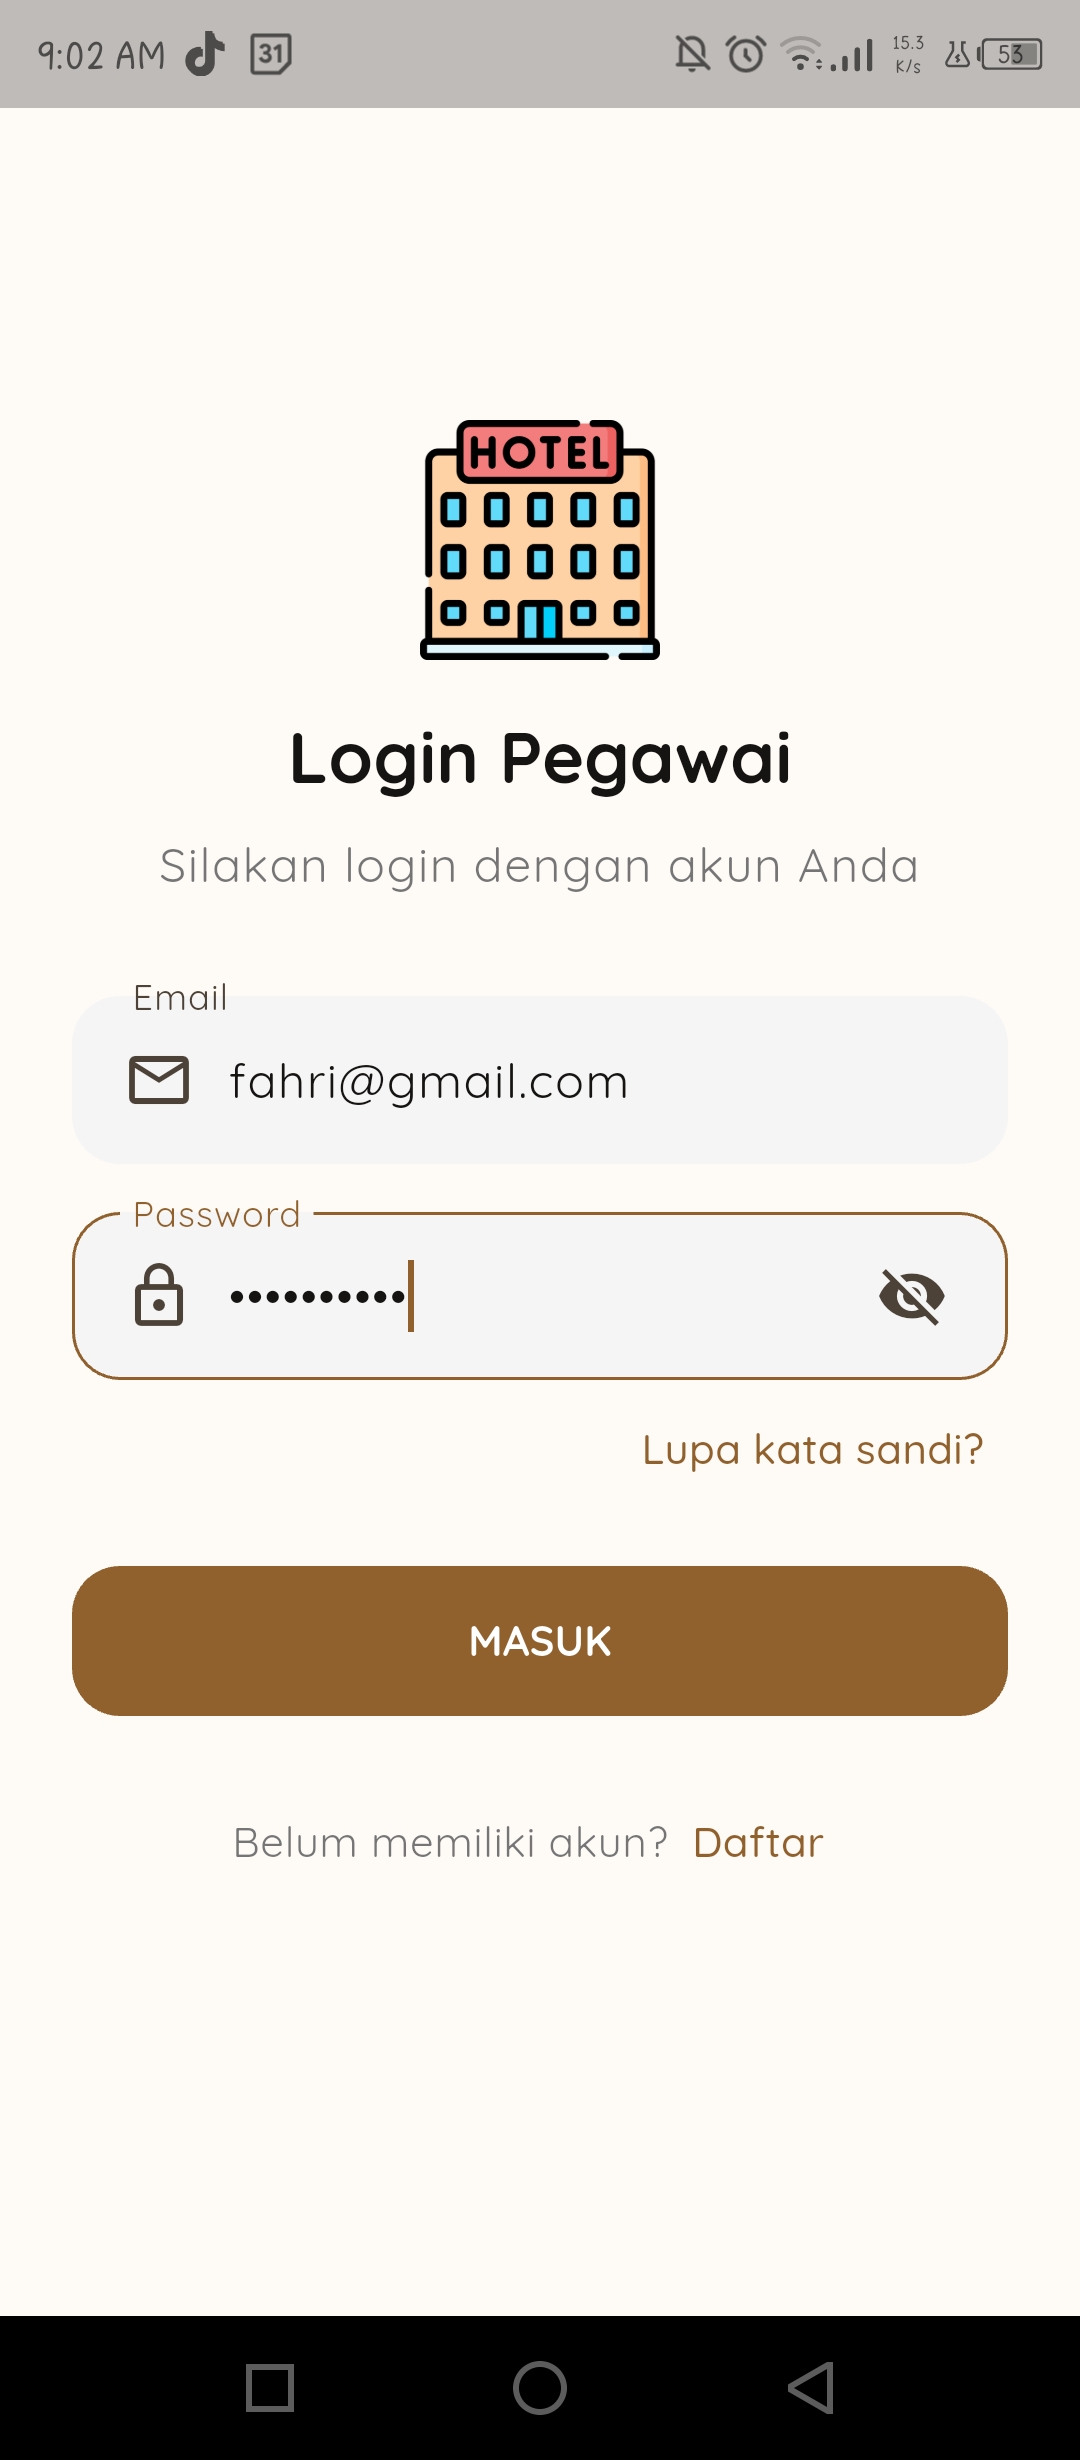 9:02 AM 31 15.3 K/s 53
HOTEL
Login Pegawai
Silakan login dengan akun Anda
Email
fahri@gmail.com
Password
••••••••••
Lupa kata sandi?
MASUK
Belum memiliki akun? Daftar